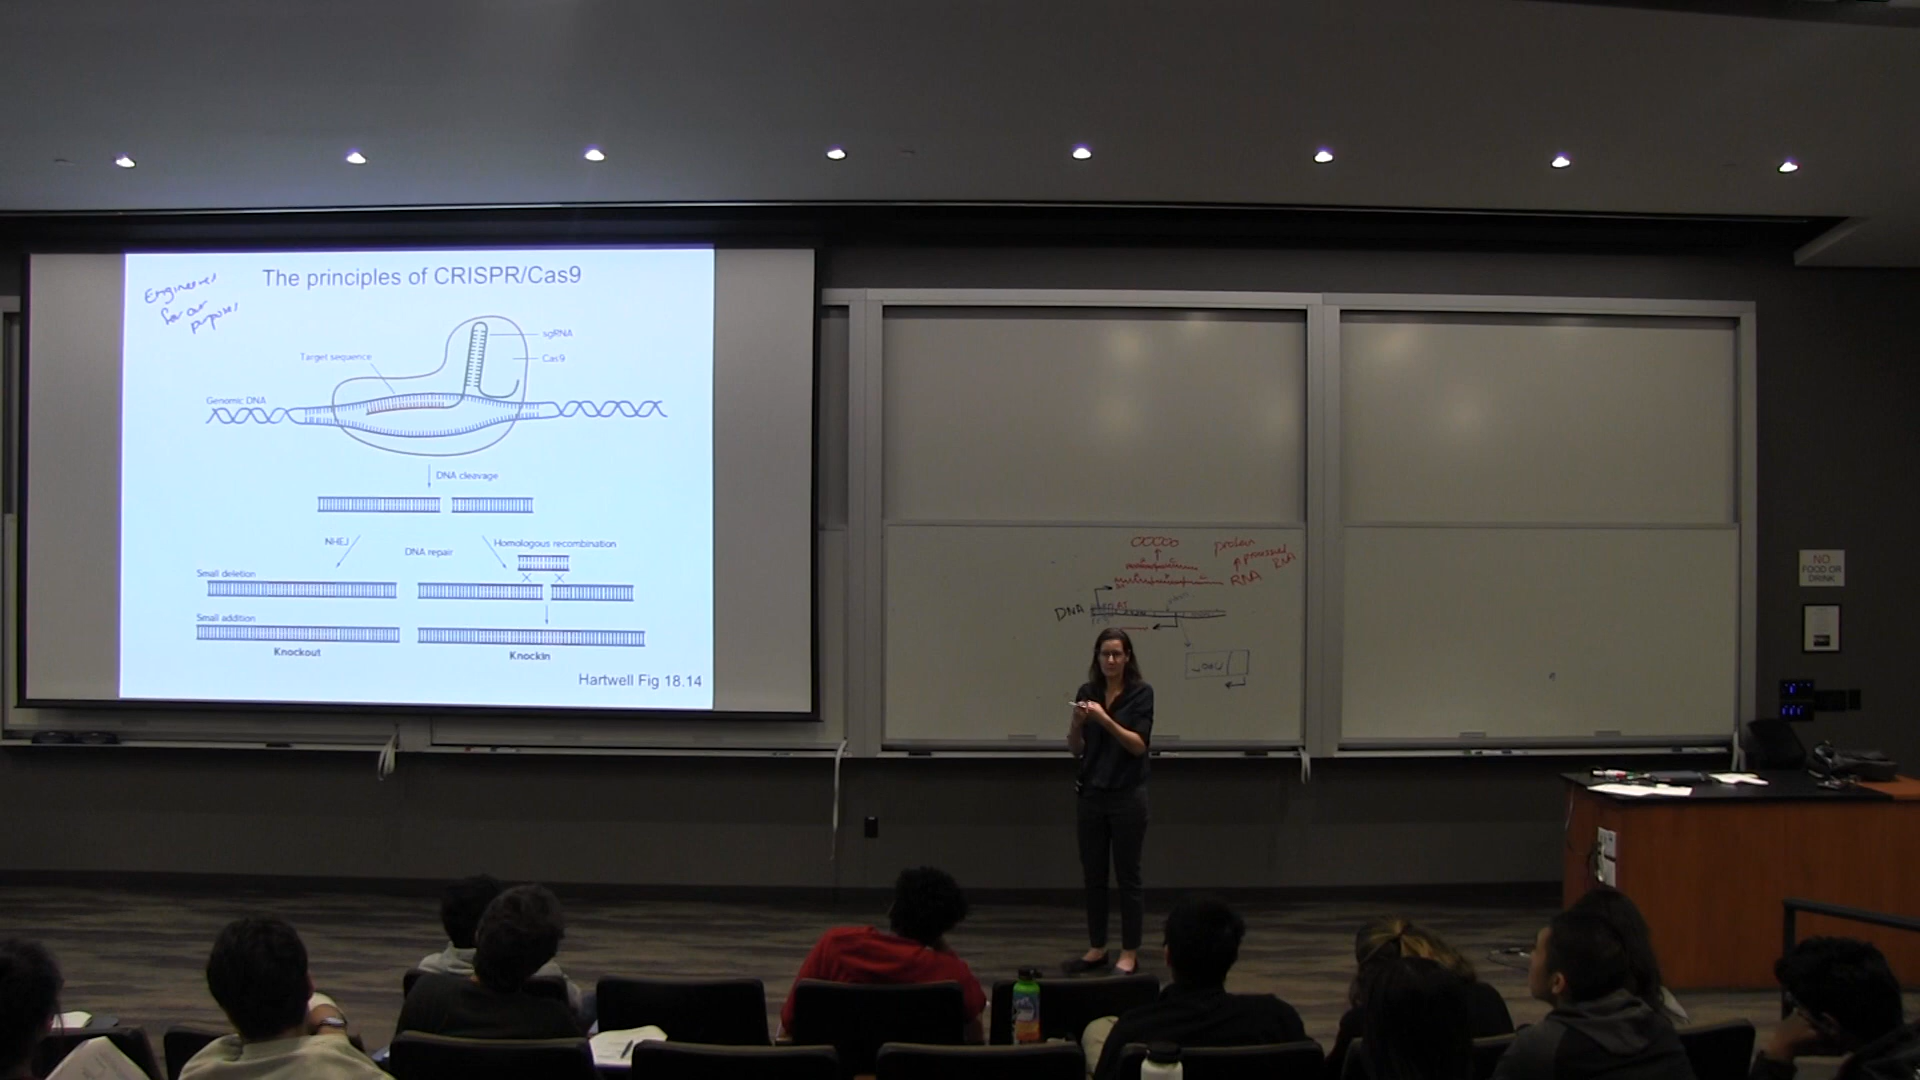 The principles of CRISPR/Cas9
Engineered
for our
purposes
sgRNA
Cas9
Target sequence
Genomic DNA
DNA cleavage
NHEJ
DNA repair
Homologous recombination
Small deletion
Small addition
Knockout
Knockin
Hartwell Fig 18.14
protein
processed
RNA
RNA
DNA
NO
FOOD OR
DRINK